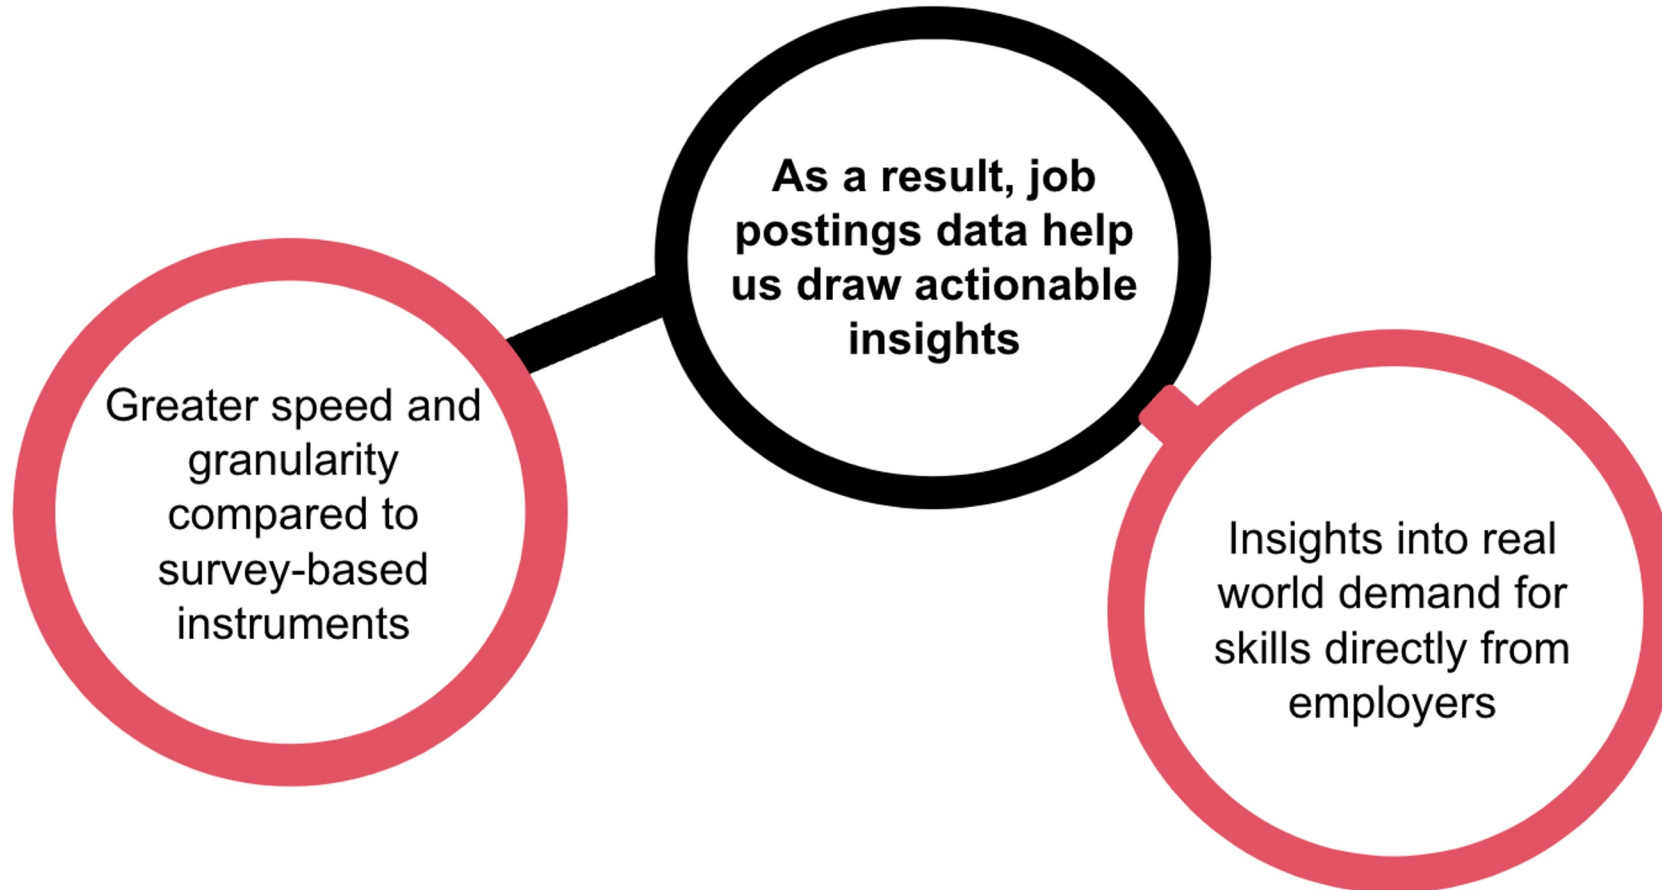 As a result, job
postings data help
us draw actionable
insights
Greater speed and
granularity
compared to
survey-based
instruments
Insights into real
world demand for
skills directly from
employers